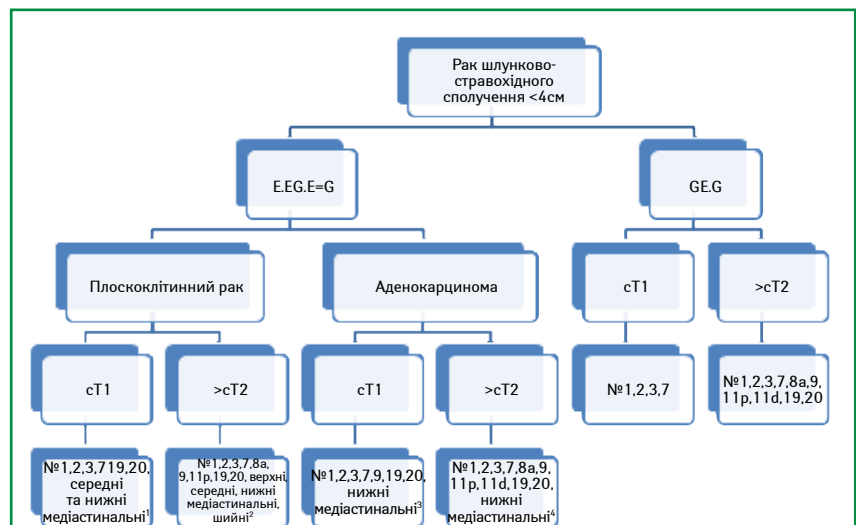 Рак шлунково-
стравохідного
сполучення <4см
E.EG.E=G
GE.G
Плоскоклітинний рак
Аденокарцинома
cT1
>cT2
cT1
>cT2
cT1
>cT2
№1,2,3,7
№1,2,3,7,8a,9,
11p,11d,19,20
№1,2,3,719,20,
середні
та нижні
медіастинальні1
№1,2,3,7,8a,
9,11p,19,20, верхні,
середні, нижні
медіастинальні,
шийні2
№1,2,3,7,9,19,20,
нижні
медіастинальні3
№1,2,3,7,8a,9,
11p,11d,19,20,
нижні
медіастинальні4